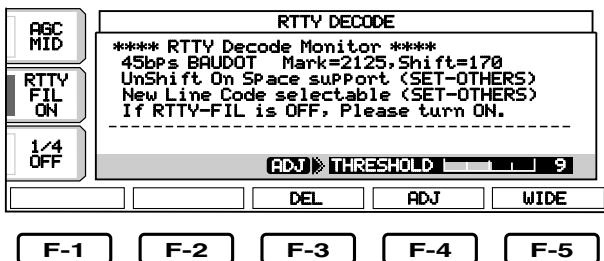 AGC
MID
RTTY DECODE
**** RTTY Decode Monitor ****
45bps BAUDOT Mark=2125,Shift=170
UnShift On Space support (SET-OTHERS)
New Line Code selectable (SET-OTHERS)
If RTTY-FIL is OFF, Please turn ON.
RTTY
FIL
ON
1/4
OFF
ADJ THRESHOLD 9
DEL ADJ WIDE
F-1 F-2 F-3 F-4 F-5